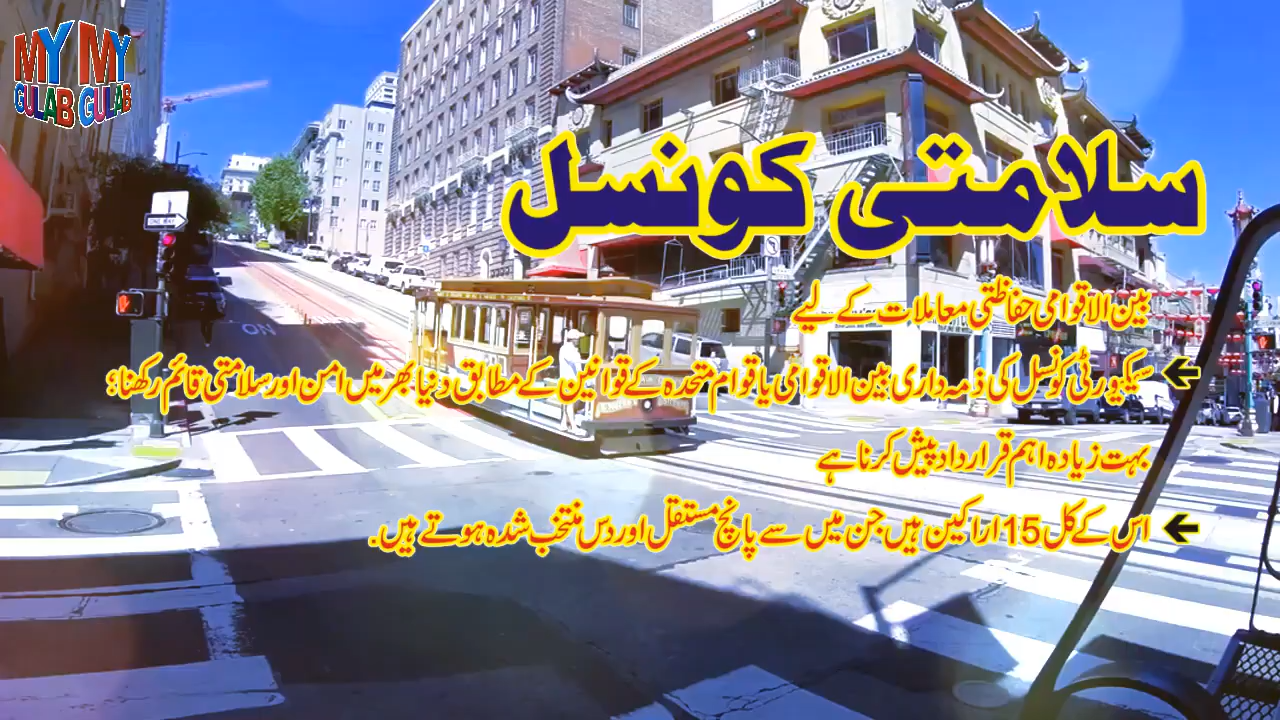 MY MY
GULAB GULAB
سلامتی کونسل
بین الاقوامی حفاظتی معاملات کے لیے
سیکیورٹی کونسل کی ذمہ داری بین الاقوامی یا قوام متحدہ کے قوانین کے مطابق دنیا بھر میں امن اور سلامتی قائم رکھنا؛
بہت زیادہ اہم قرارداد پیش کرنا ہے
اس کے کل 15 اراکین ہیں جن میں سے پانچ مستقل اور دس منتخب شدہ ہوتے ہیں.
ONE WAY
ON